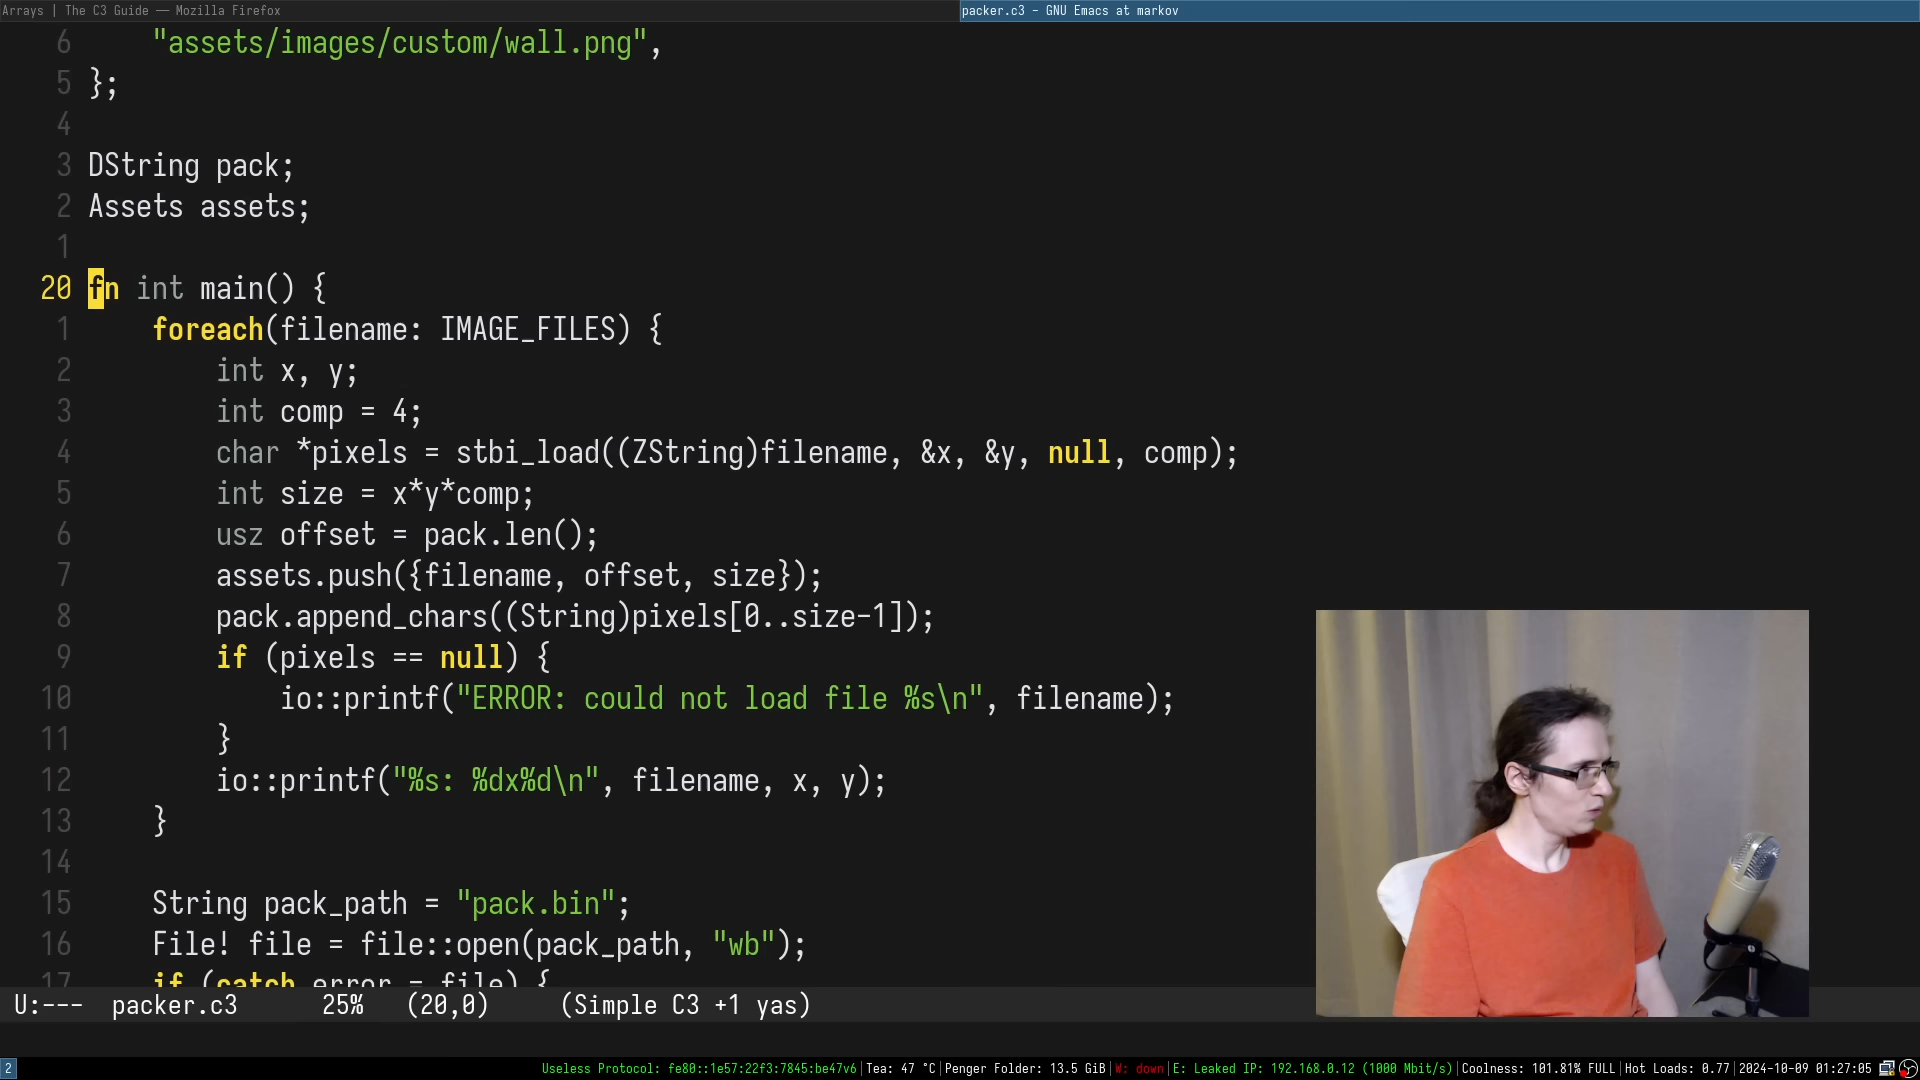 Arrays | The C3 Guide — Mozilla Firefox
packer.c3 - GNU Emacs at markov
6 "assets/images/custom/wall.png",
5 };
4
3 DString pack;
2 Assets assets;
1
20 fn int main() {
1 foreach(filename: IMAGE_FILES) {
2 int x, y;
3 int comp = 4;
4 char *pixels = stbi_load((ZString)filename, &x, &y, null, comp);
5 int size = x*y*comp;
6 usz offset = pack.len();
7 assets.push({filename, offset, size});
8 pack.append_chars((String)pixels[0..size-1]);
9 if (pixels == null) {
10 io::printf("ERROR: could not load file %s\n", filename);
11 }
12 io::printf("%s: %dx%d\n", filename, x, y);
13 }
14
15 String pack_path = "pack.bin";
16 File! file = file::open(pack_path, "wb");
17 if (catch error = file) {
U:--- packer.c3 25% (20,0) (Simple C3 +1 yas)
2 Useless Protocol: fe80::1e57:22f3:7845:be47v6|Tea: 47 °C|Penger Folder: 13.5 GiB|W: down|E: Leaked IP: 192.168.0.12 (1000 Mbit/s)|Coolness: 101.81% FULL|Hot Loads: 0.77|2024-10-09 01:27:05